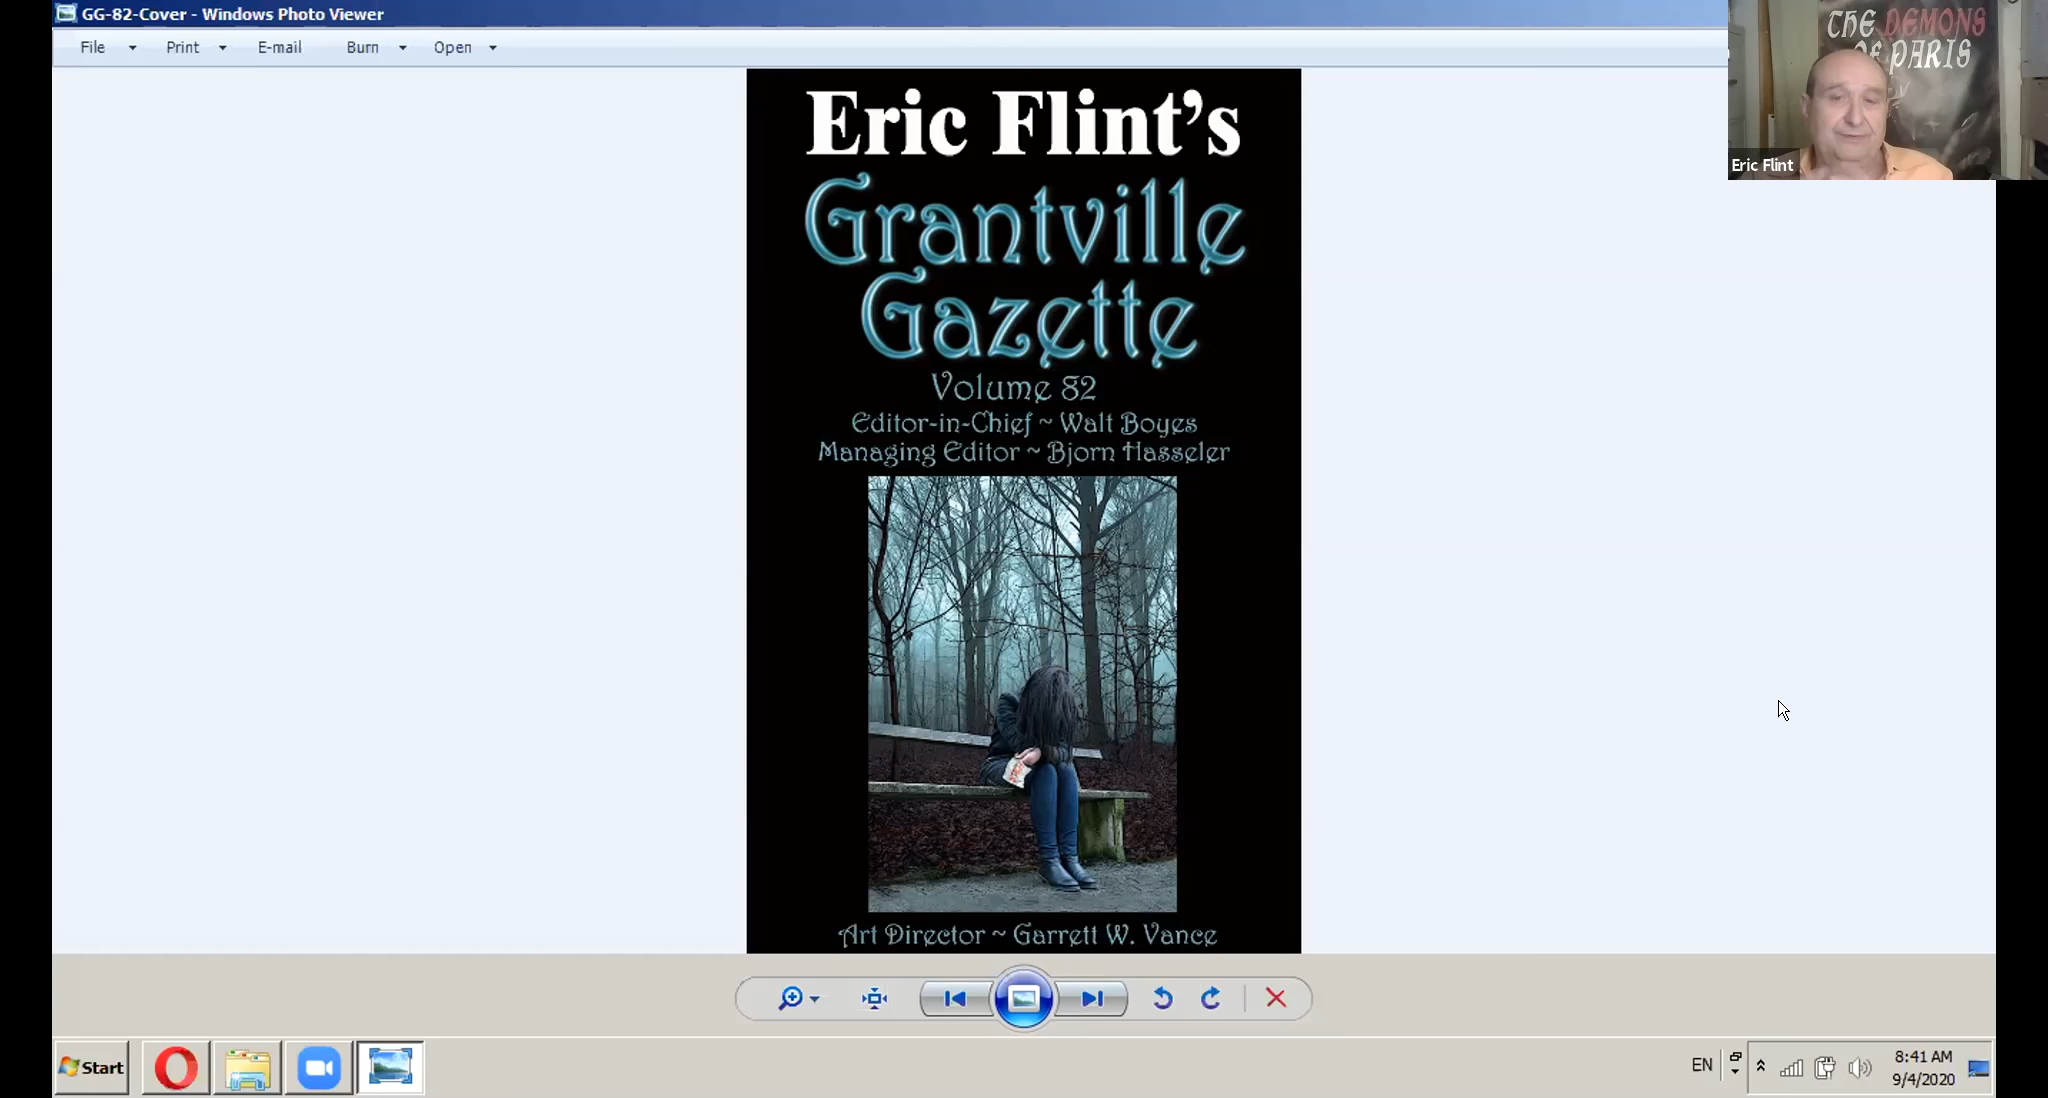 GG-82-Cover - Windows Photo Viewer
File Print E-mail Burn Open
THE DEMONS
OF PARIS
Eric Flint
Eric Flint's
Grantville
Gazette
Volume 82
Editor-in-Chief ~ Walt Boyes
Managing Editor ~ Bjorn Hasseler
Art Director ~ Garrett W. Vance
Start
EN
8:41 AM
9/4/2020